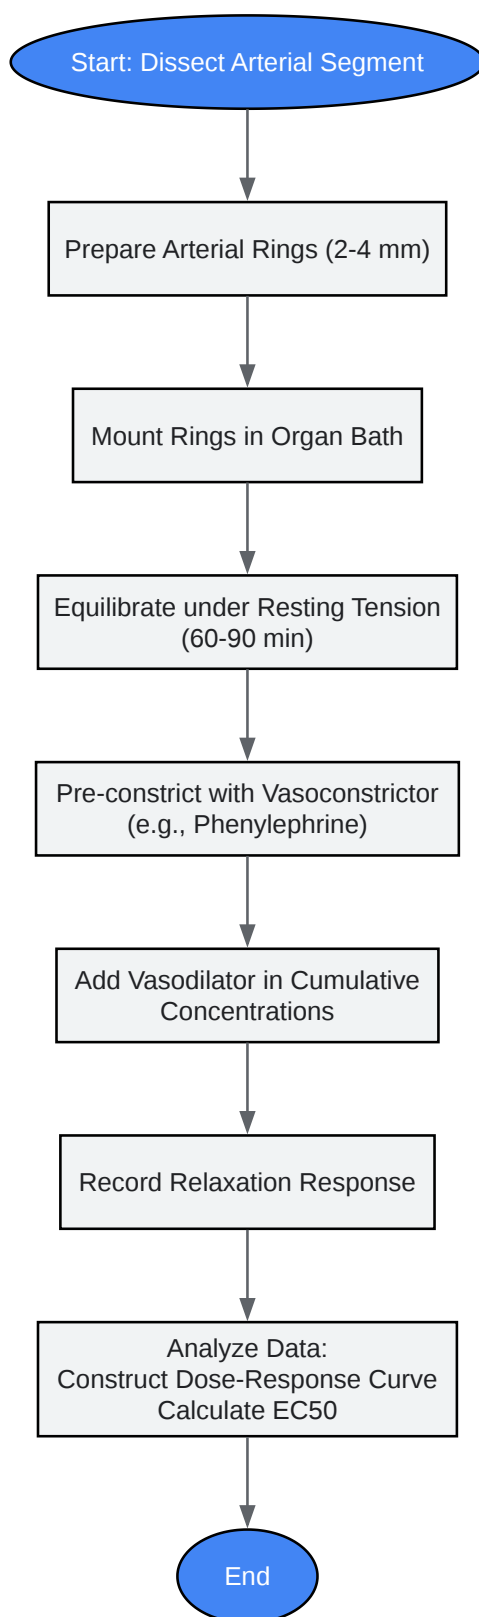 Start: Dissect Arterial Segment
Prepare Arterial Rings (2-4 mm)
Mount Rings in Organ Bath
Equilibrate under Resting Tension
(60-90 min)
Pre-constrict with Vasoconstrictor
(e.g., Phenylephrine)
Add Vasodilator in Cumulative
Concentrations
Record Relaxation Response
Analyze Data:
Construct Dose-Response Curve
Calculate EC50
End